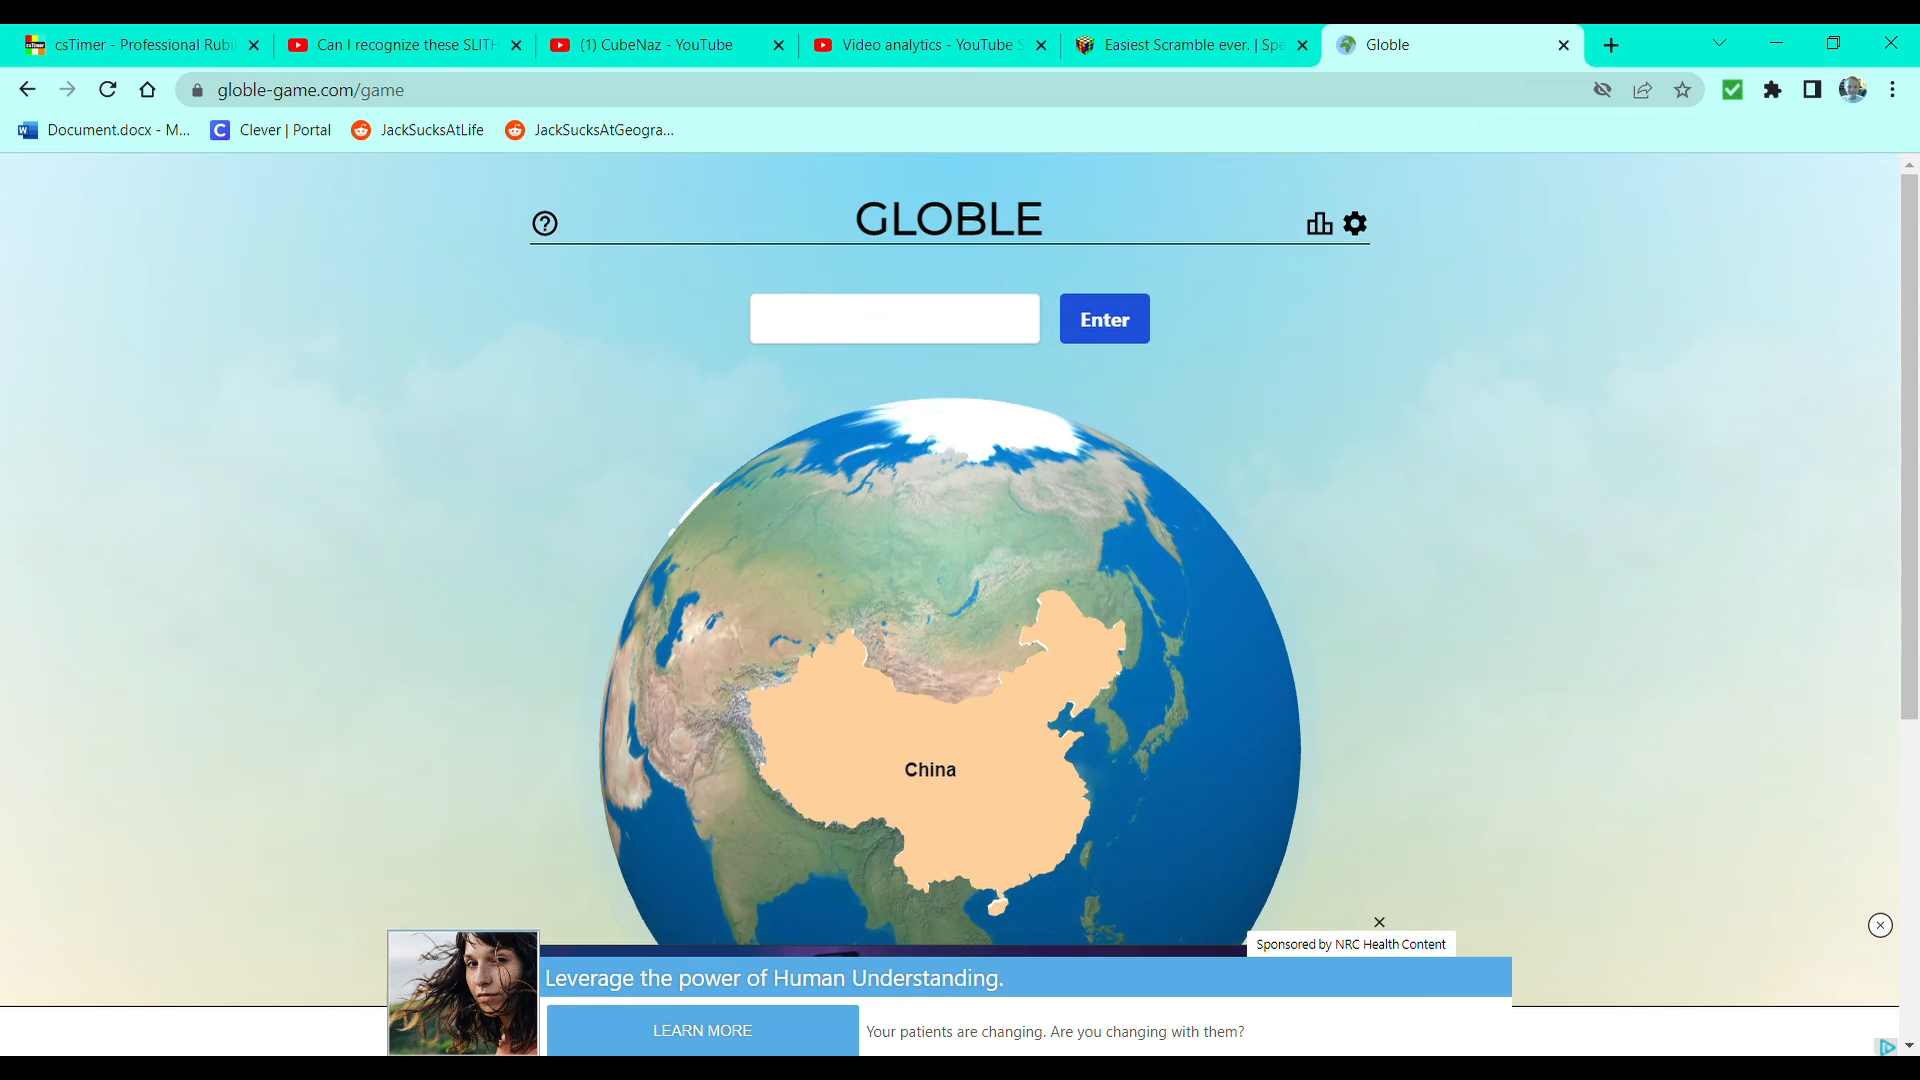 csTimer - Professional Rubi
Can I recognize these SLITH
(1) CubeNaz - YouTube
Video analytics - YouTube S
Easiest Scramble ever. | Spe
Globle
globle-game.com/game
Document.docx - M...
C
Clever | Portal
JackSucksAtLife
JackSucksAtGeogra...
GLOBLE
Enter
China
Sponsored by NRC Health Content
Leverage the power of Human Understanding.
LEARN MORE
Your patients are changing. Are you changing with them?